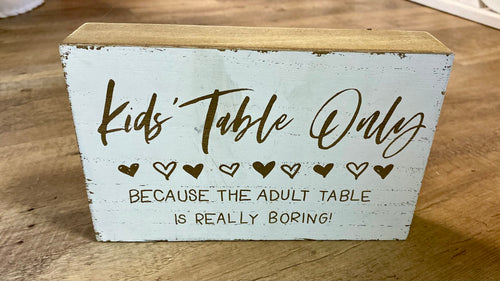 Kids' Table Only
BECAUSE THE ADULT TABLE
IS REALLY BORING!